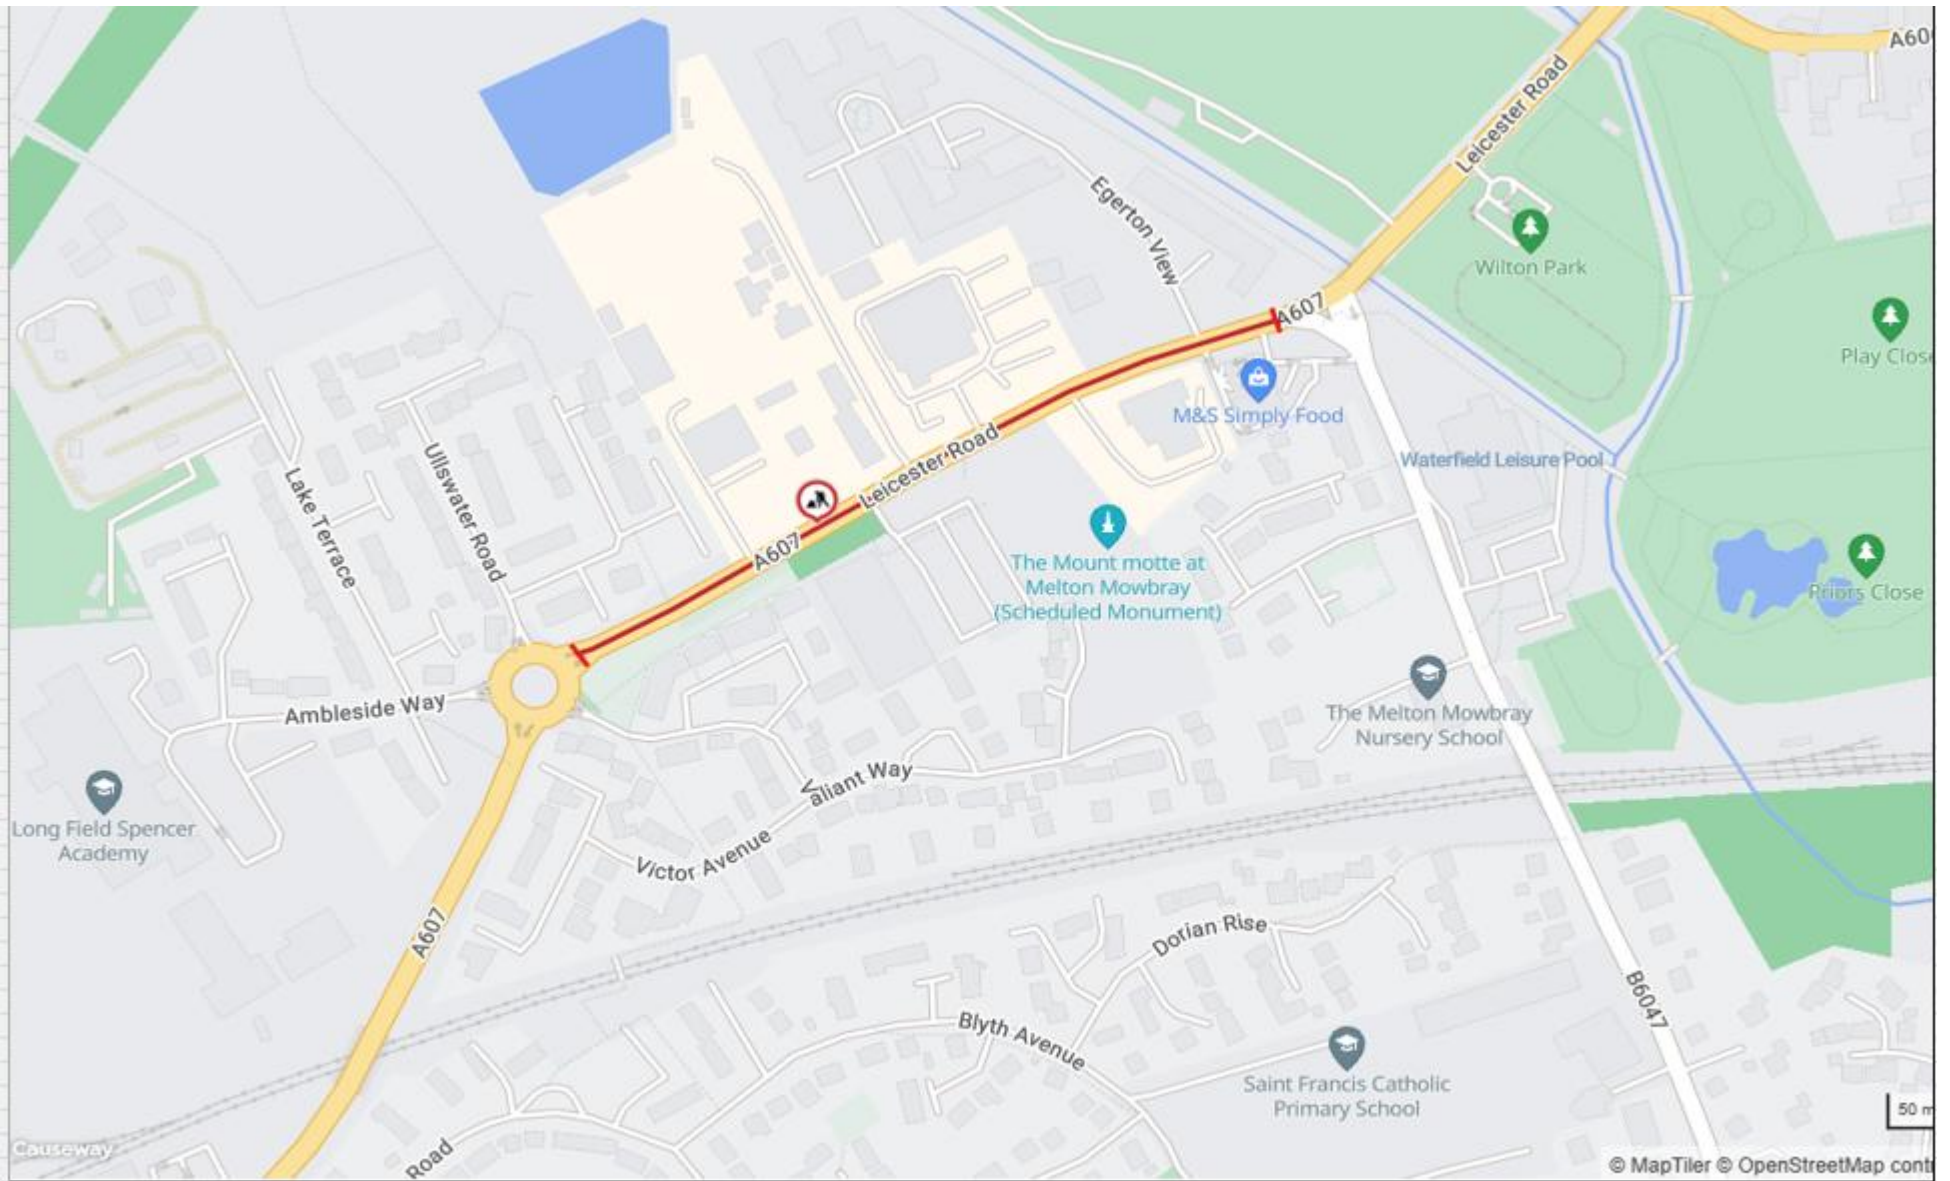 A60
Leicester Road
Egerton View
Wilton Park
A607
Play Close
M&S Simply Food
Ullswater Road
Leicester Road
Waterfield Leisure Pool
Lake Terrace
A607
The Mount motte at
Melton Mowbray
(Scheduled Monument)
Priors Close
Ambleside Way
The Melton Mowbray
Nursery School
Valiant Way
Long Field Spencer
Academy
Victor Avenue
A607
Dorian Rise
B6047
Blyth Avenue
Saint Francis Catholic
Primary School
50 m
Causeway
Road
© MapTiler © OpenStreetMap cont